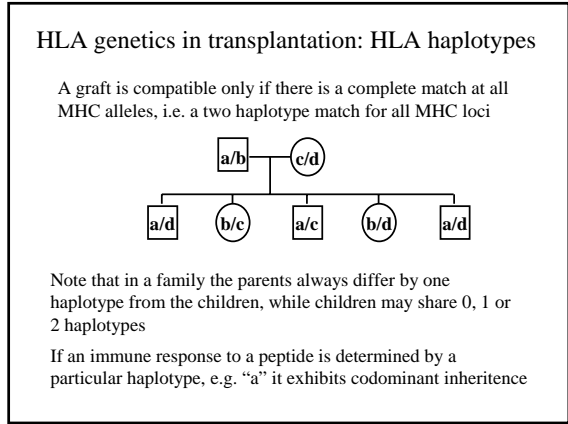 HLA genetics in transplantation: HLA haplotypes
A graft is compatible only if there is a complete match at all
MHC alleles, i.e. a two haplotype match for all MHC loci
a/b c/d
a/d b/c a/c b/d a/d
Note that in a family the parents always differ by one
haplotype from the children, while children may share 0, 1 or
2 haplotypes
If an immune response to a peptide is determined by a
particular haplotype, e.g. “a” it exhibits codominant inheritence